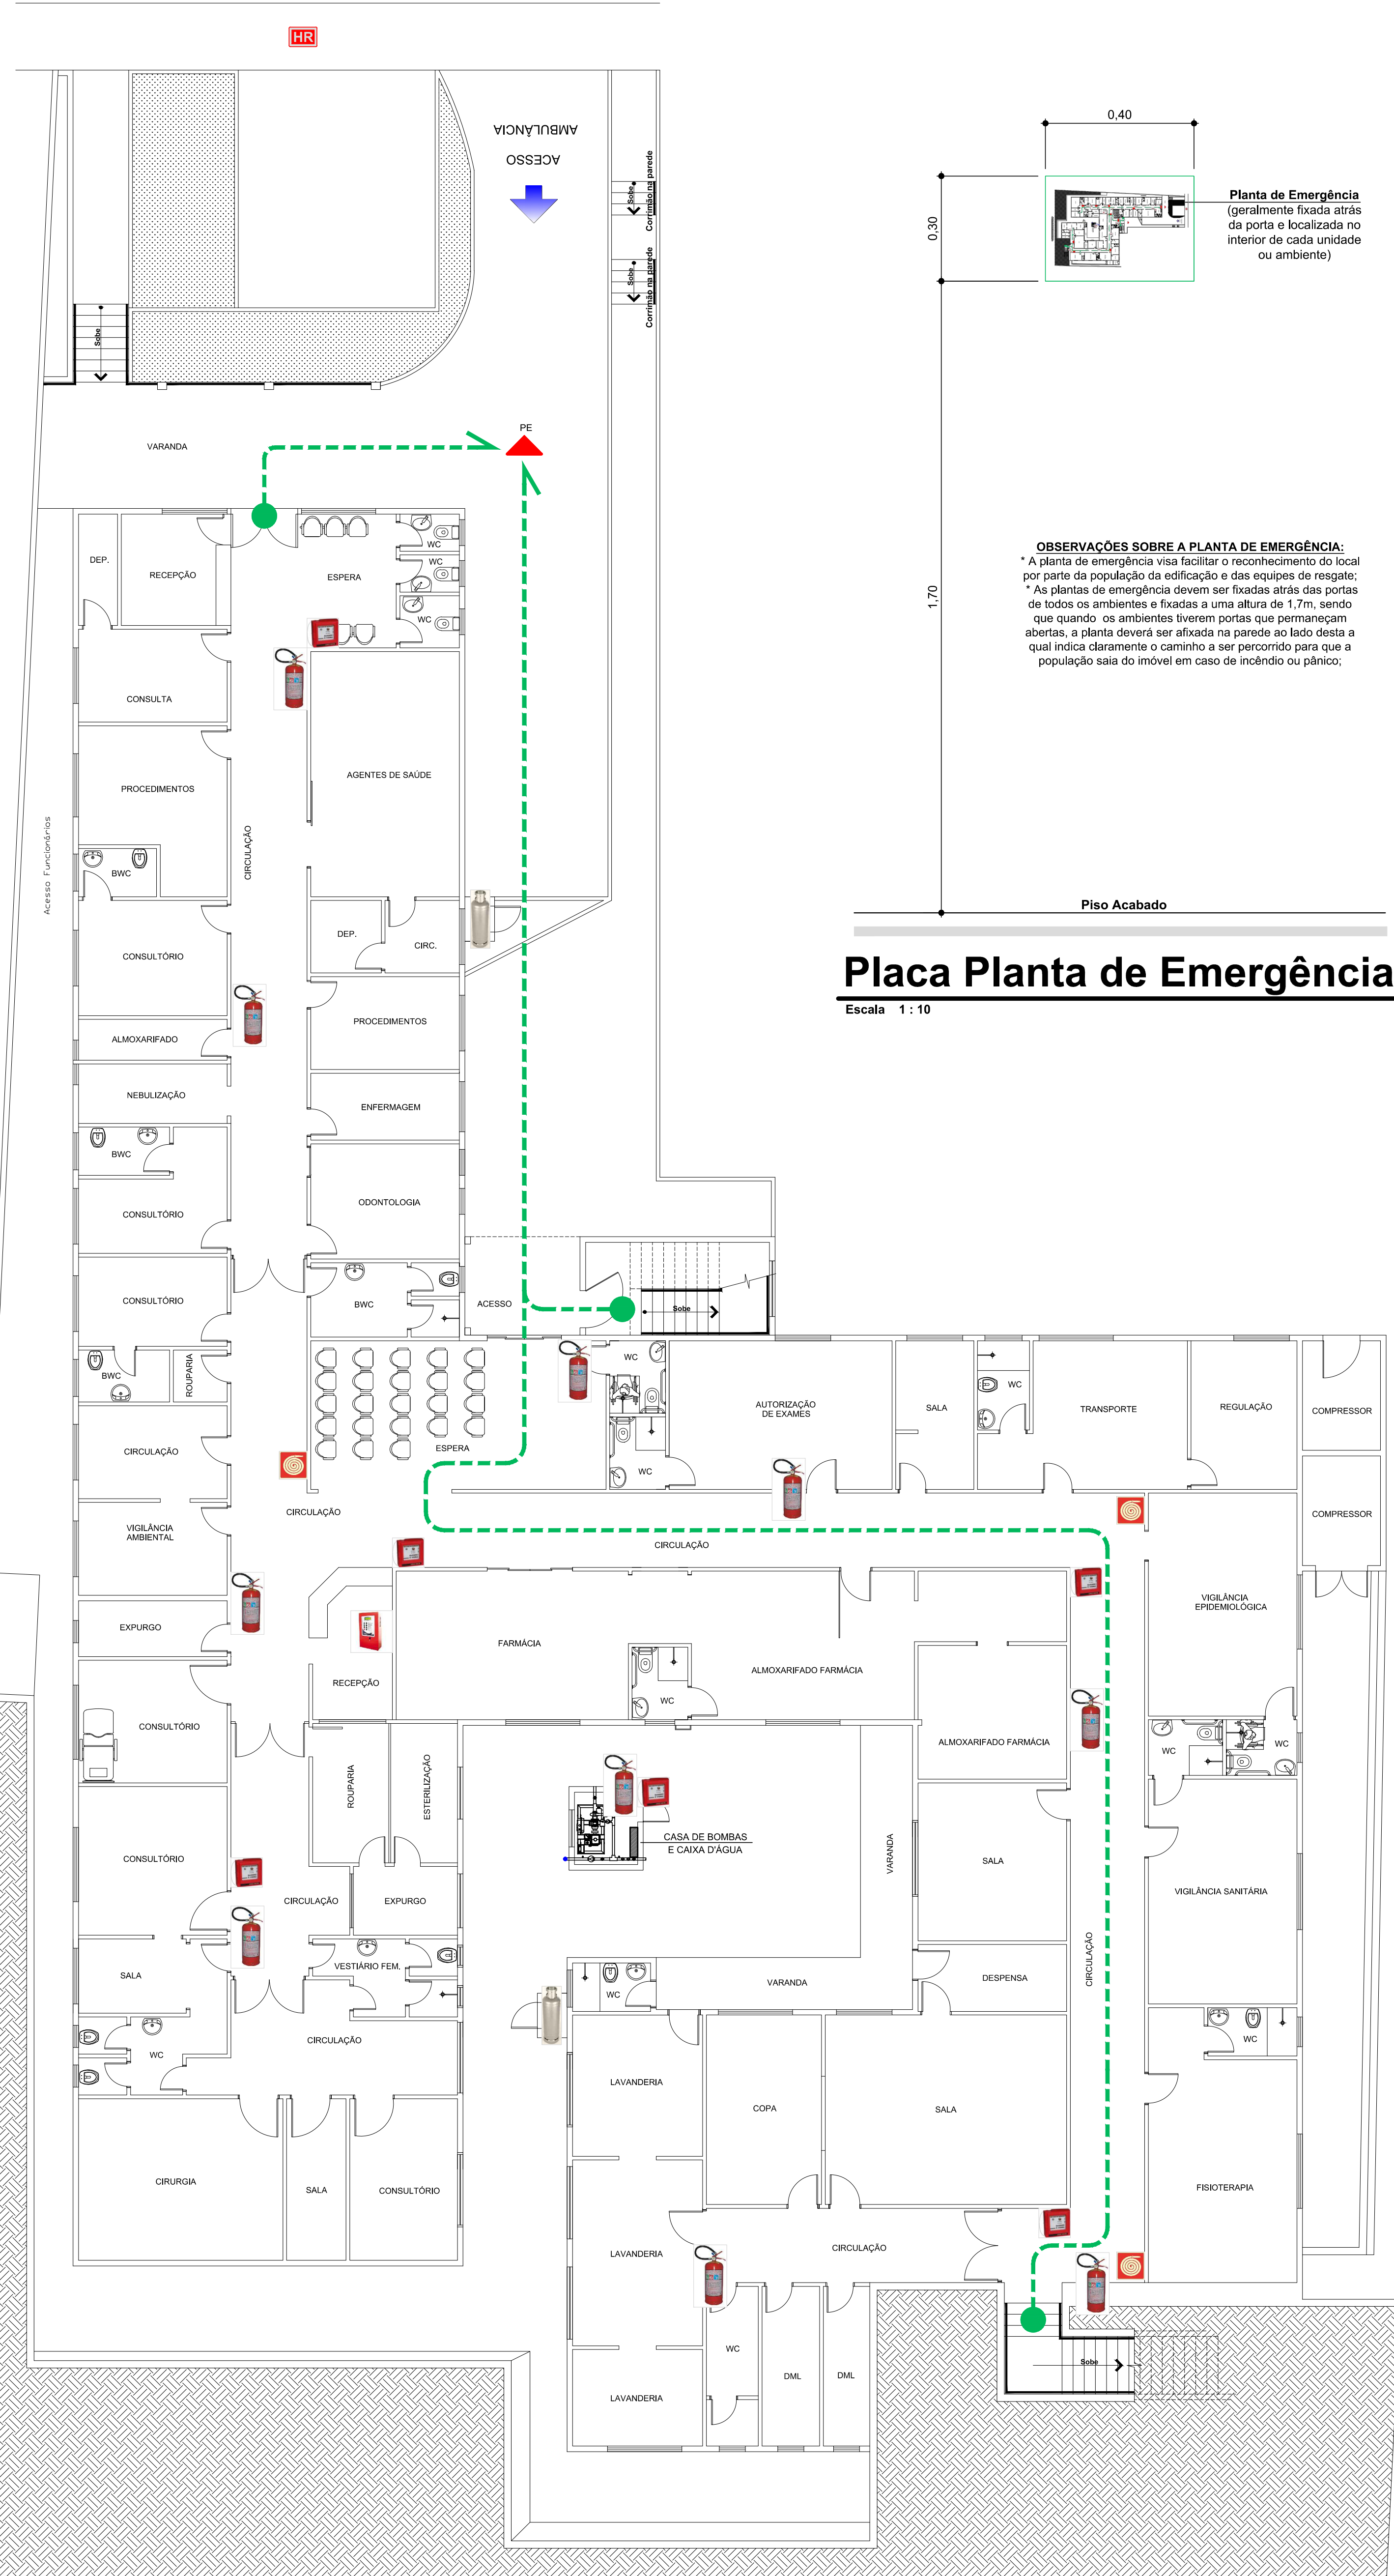 HR
AMBULÂNCIA
ACESSO
Sobe
Corrimão na parede
Sobe
Corrimão na parede
Sobe
0,40
0,30
1,70
Planta de Emergência
(geralmente fixada atrás
da porta e localizada no
interior de cada unidade
ou ambiente)
OBSERVAÇÕES SOBRE A PLANTA DE EMERGÊNCIA:
* A planta de emergência visa facilitar o reconhecimento do local
por parte da população da edificação e das equipes de resgate;
* As plantas de emergência devem ser fixadas atrás das portas
de todos os ambientes e fixadas a uma altura de 1,7m, sendo
que quando os ambientes tiverem portas que permaneçam
abertas, a planta deverá ser afixada na parede ao lado desta a
qual indica claramente o caminho a ser percorrido para que a
população saia do imóvel em caso de incêndio ou pânico;
Piso Acabado
Placa Planta de Emergência
Escala 1 : 10
PE
VARANDA
DEP.
RECEPÇÃO
ESPERA
WC
WC
WC
CONSULTA
PROCEDIMENTOS
AGENTES DE SAÚDE
Acesso Funcionários
CIRCULAÇÃO
BWC
DEP.
CIRC.
CONSULTÓRIO
PROCEDIMENTOS
ALMOXARIFADO
NEBULIZAÇÃO
ENFERMAGEM
BWC
CONSULTÓRIO
ODONTOLOGIA
CONSULTÓRIO
BWC
ACESSO
Sobe
BWC
ROUPARIA
WC
WC
AUTORIZAÇÃO
DE EXAMES
SALA
WC
TRANSPORTE
REGULAÇÃO
COMPRESSOR
CIRCULAÇÃO
ESPERA
CIRCULAÇÃO
COMPRESSOR
VIGILÂNCIA
AMBIENTAL
CIRCULAÇÃO
EXPURGO
FARMÁCIA
VIGILÂNCIA
EPIDEMIOLÓGICA
RECEPÇÃO
ALMOXARIFADO FARMÁCIA
WC
CONSULTÓRIO
ALMOXARIFADO FARMÁCIA
WC
WC
ROUPARIA
ESTERILIZAÇÃO
CASA DE BOMBAS
E CAIXA D'ÁGUA
VARANDA
CONSULTÓRIO
SALA
VIGILÂNCIA SANITÁRIA
CIRCULAÇÃO
EXPURGO
CIRCULAÇÃO
SALA
VESTIÁRIO FEM.
WC
VARANDA
DESPENSA
CIRCULAÇÃO
WC
WC
LAVANDERIA
COPA
SALA
CIRURGIA
SALA
CONSULTÓRIO
FISIOTERAPIA
LAVANDERIA
CIRCULAÇÃO
WC
DML
DML
Sobe
LAVANDERIA